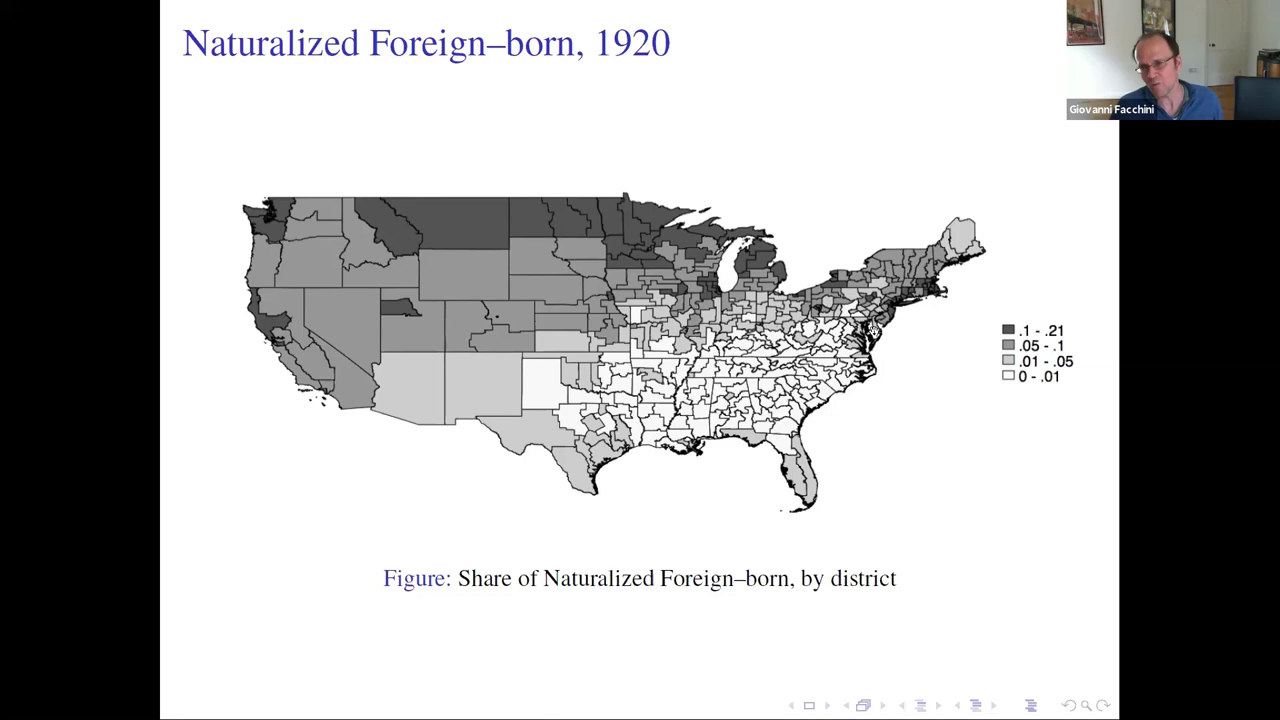 Naturalized Foreign–born, 1920
Giovanni Facchini
.1 - .21
.05 - .1
.01 - .05
0 - .01
Figure: Share of Naturalized Foreign–born, by district